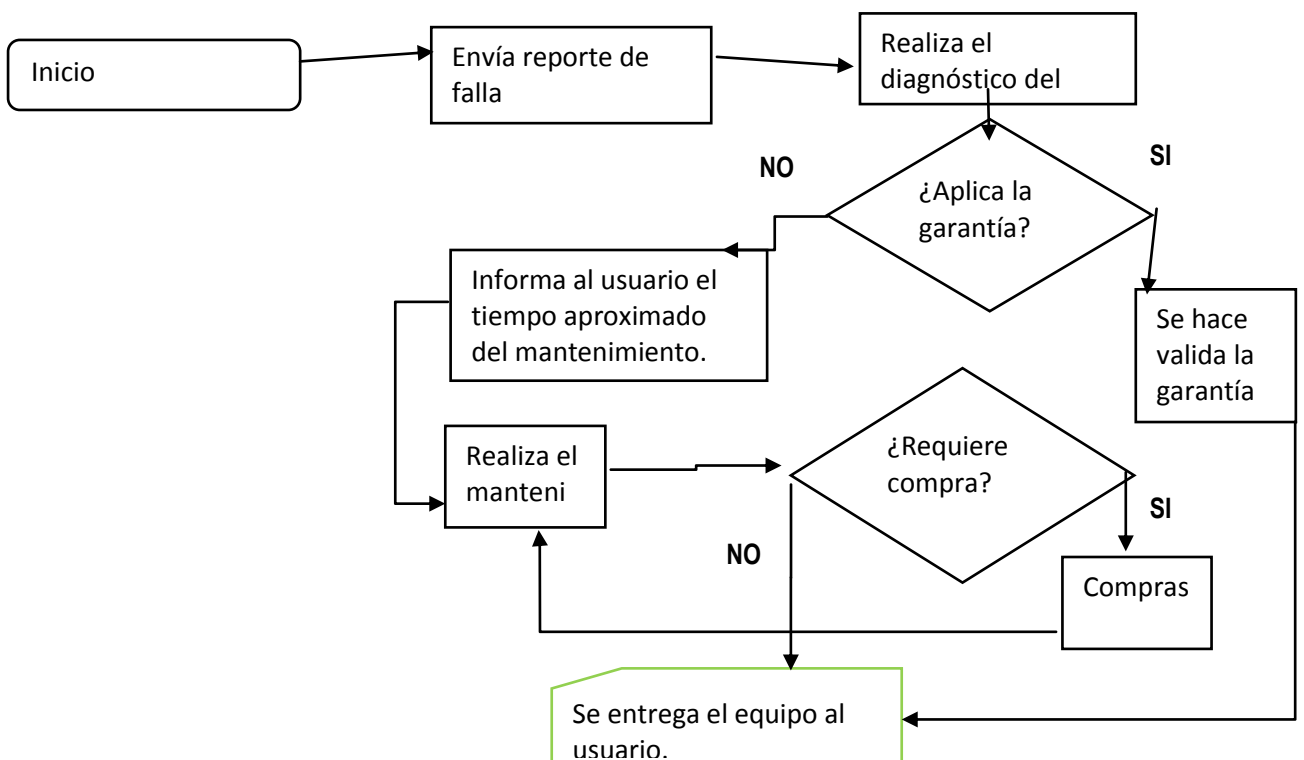 Inicio
Envía reporte de
falla
Realiza el
diagnóstico del
NO
SI
¿Aplica la
garantía?
Informa al usuario el
tiempo aproximado
del mantenimiento.
Se hace
valida la
garantía
Realiza el
manteni
¿Requiere
compra?
SI
NO
Compras
Se entrega el equipo al
usuario.